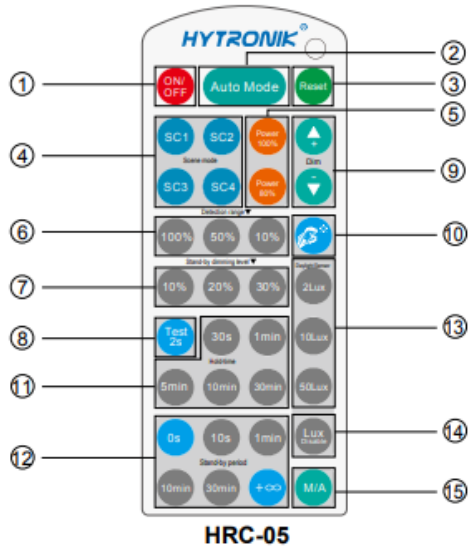 HYTRONIK
① ② ③
ON/OFF Auto Mode Reset
④ ⑤
SC1 SC2 Power 100%
Scene mode Dim + -
SC3 SC4 Power 80%
⑨
Detection range▼
⑥ 100% 50% 10% ⑩
Stand-by dimming level▼ Daylight Sensor
⑦ 10% 20% 30% 2Lux
⑧ Test 2s 30s 1min 10Lux ⑬
Hold time
⑪ 5min 10min 30min 50Lux
⑫ 0s 10s 1min Lux Disable ⑭
Stand-by period
10min 30min +∞ M/A ⑮
HRC-05